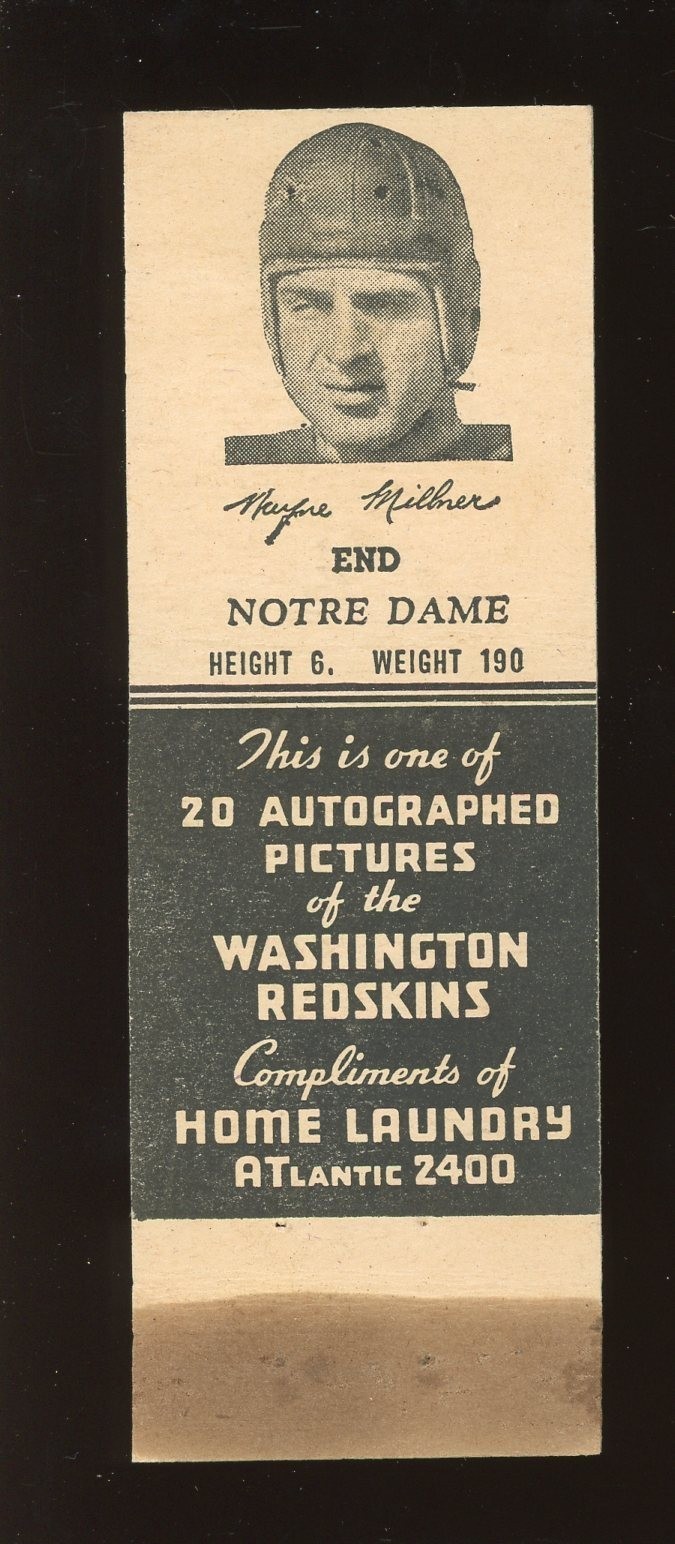 Wayne Millner
END
NOTRE DAME
HEIGHT 6. WEIGHT 190
This is one of
20 AUTOGRAPHED
PICTURES
of the
WASHINGTON
REDSKINS
Compliments of
HOME LAUNDRY
ATLANTIC 2400